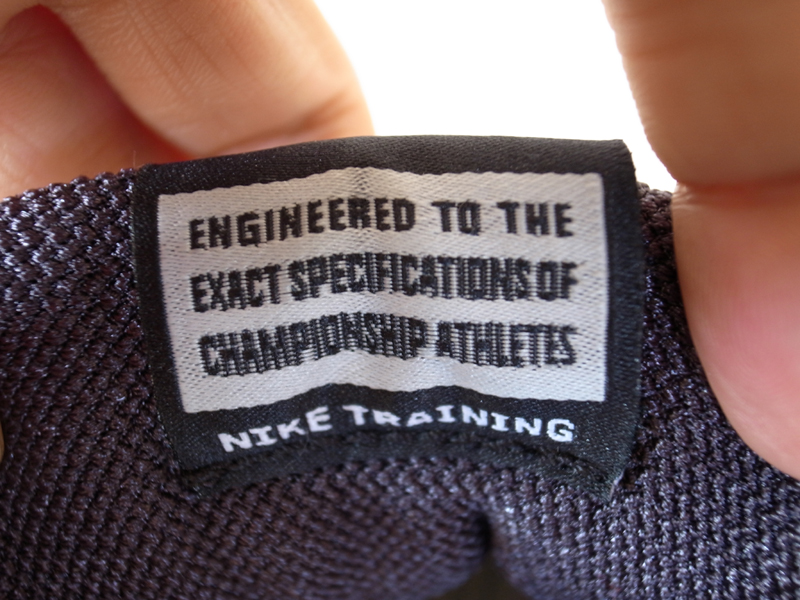 ENGINEERED TO THE
EXACT SPECIFICATIONS OF
CHAMPIONSHIP ATHLETES
NIKE TRAINING